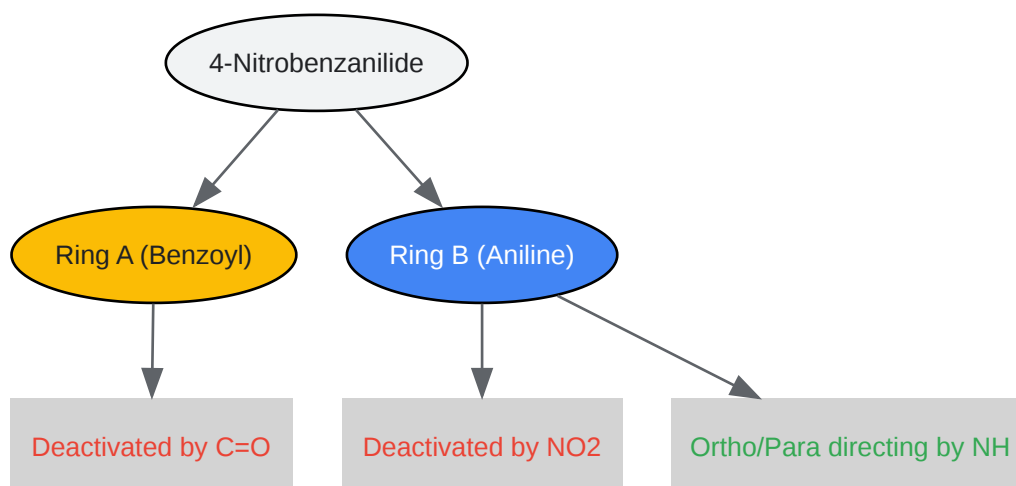 4-Nitrobenzanilide
Ring A (Benzoyl)
Ring B (Aniline)
Deactivated by C=O
Deactivated by NO2
Ortho/Para directing by NH